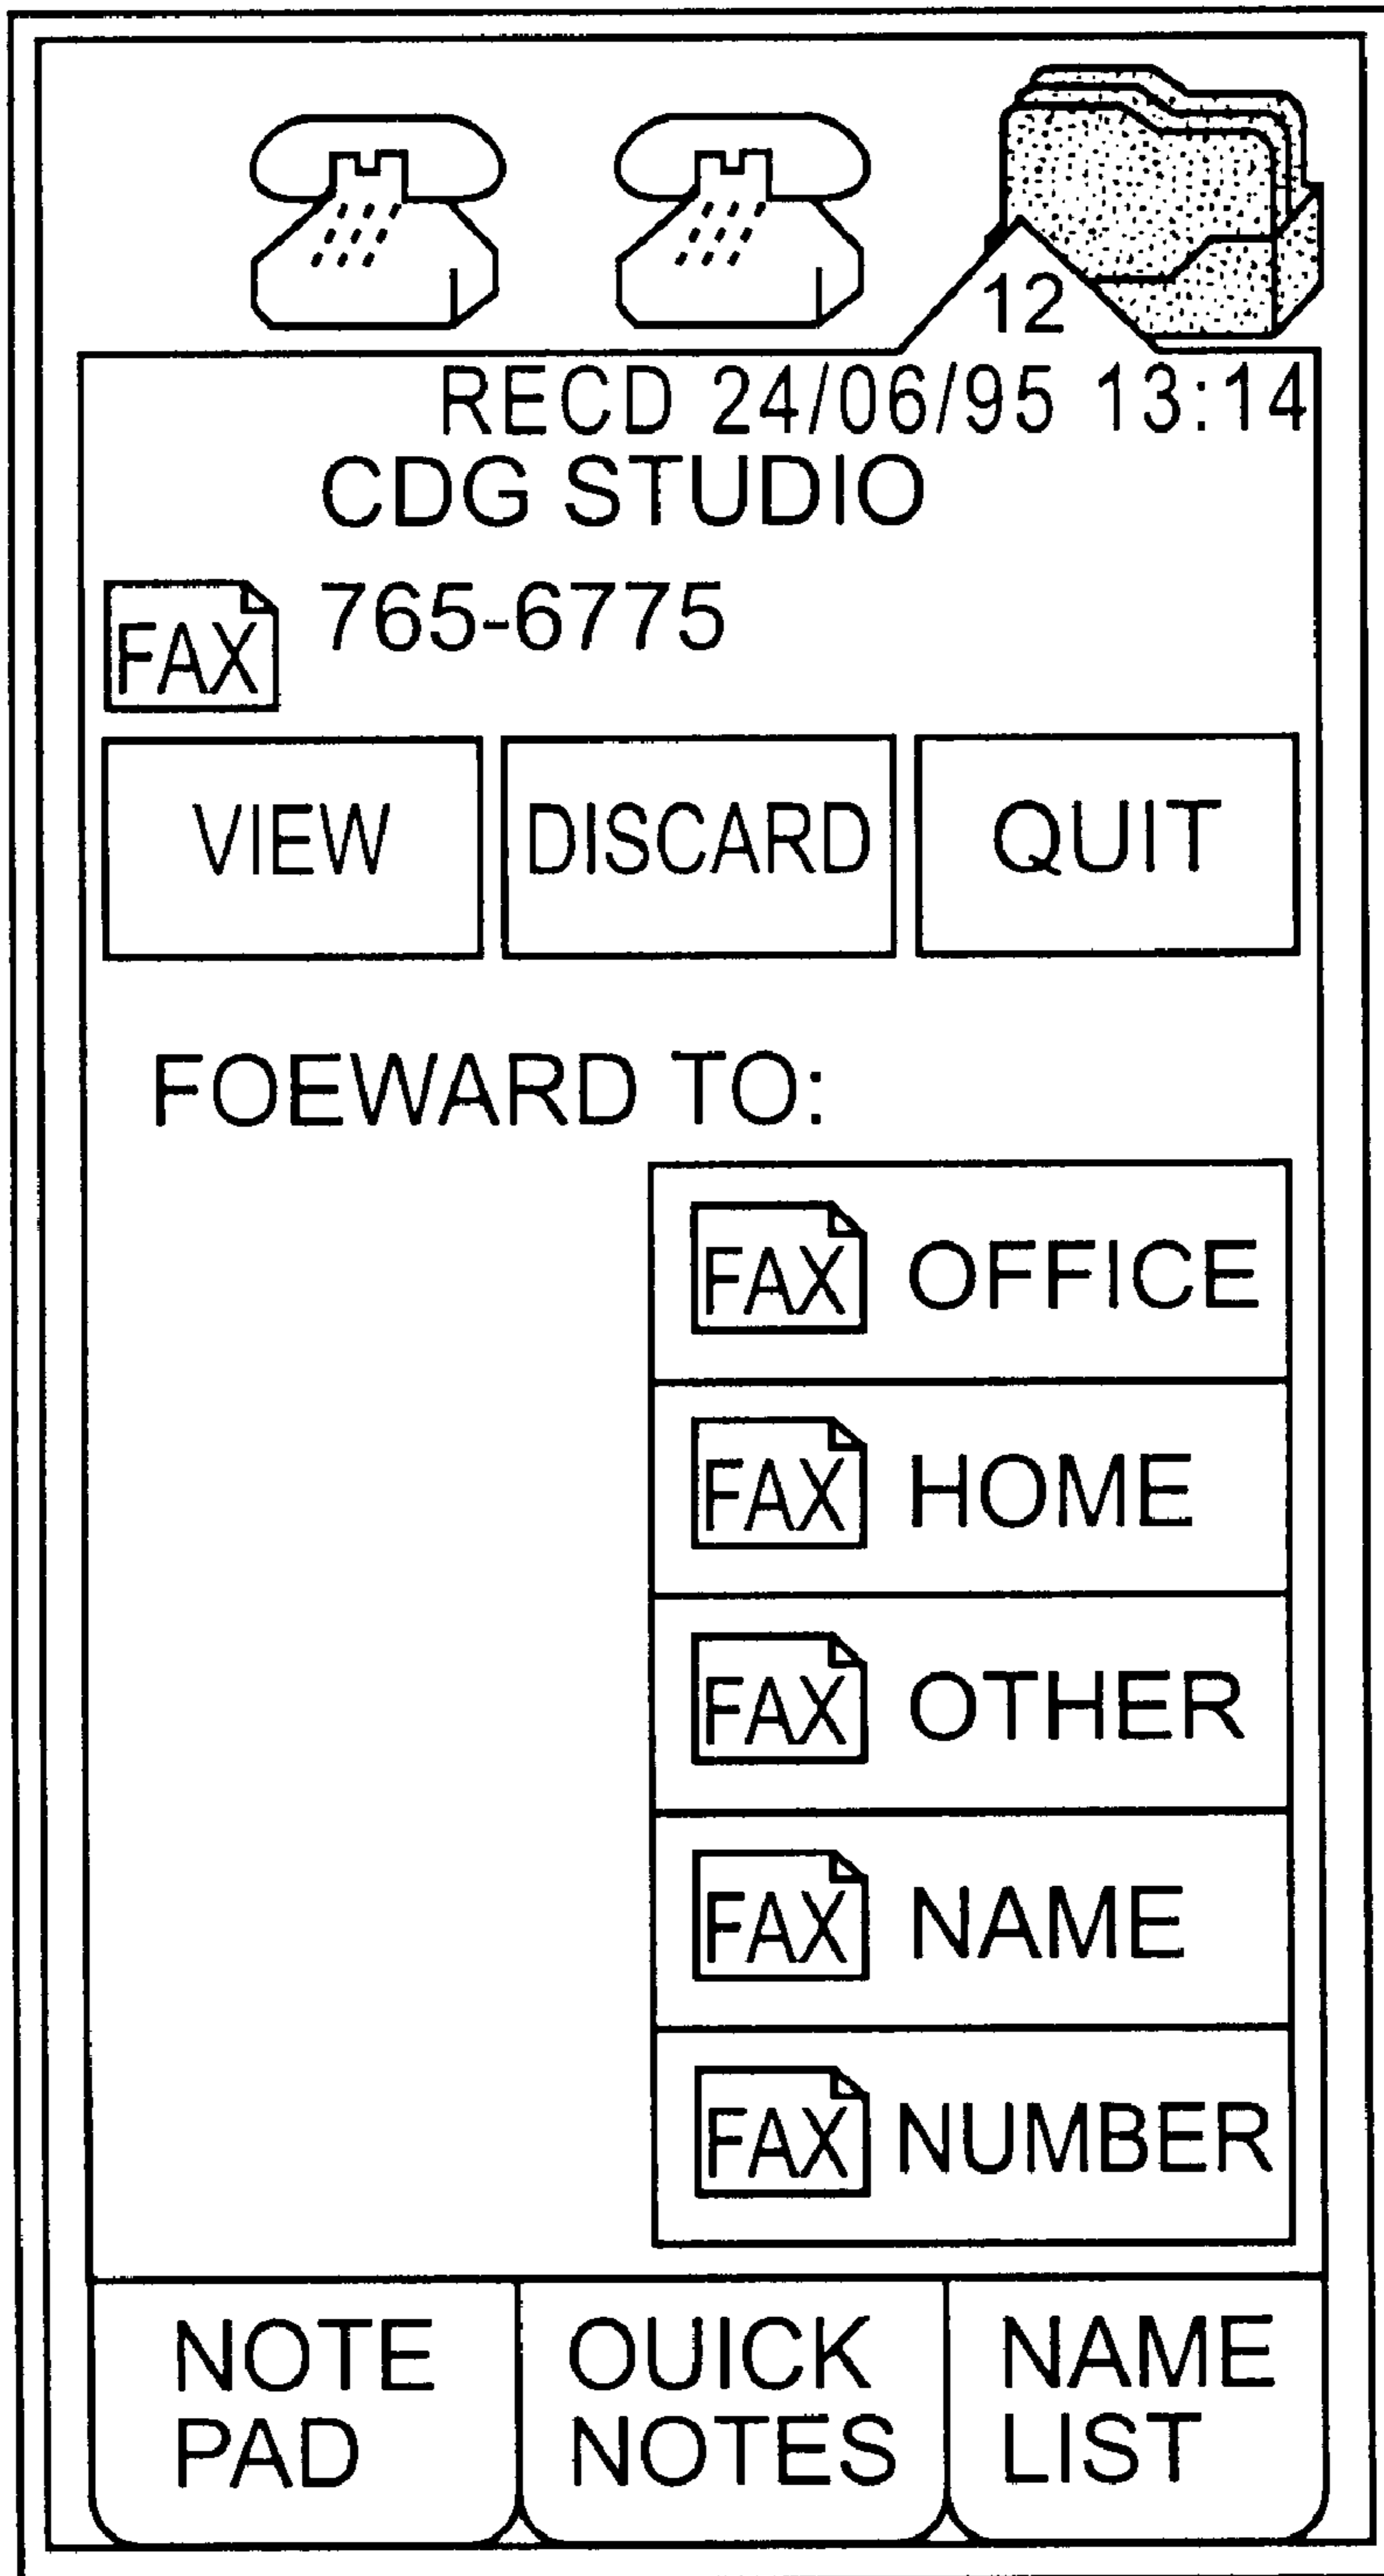 12
RECD 24/06/95 13:14
CDG STUDIO
FAX 765-6775
VIEW DISCARD QUIT
FOEWARD TO:
FAX OFFICE
FAX HOME
FAX OTHER
FAX NAME
FAX NUMBER
NOTE PAD
OUICK NOTES
NAME LIST